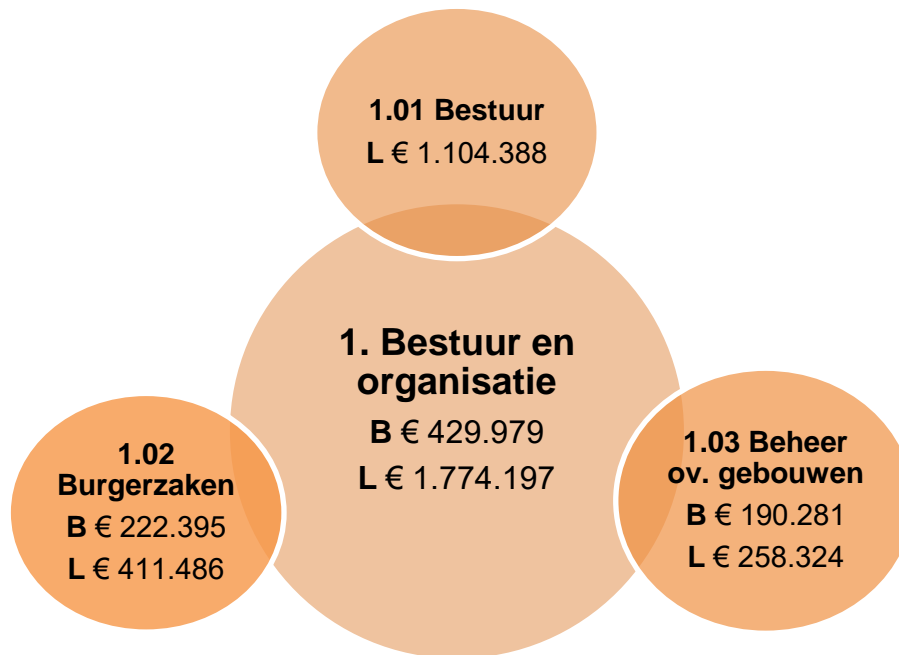 1.01 Bestuur
L € 1.104.388
1. Bestuur en
organisatie
B € 429.979
L € 1.774.197
1.02
Burgerzaken
B € 222.395
L € 411.486
1.03 Beheer
ov. gebouwen
B € 190.281
L € 258.324